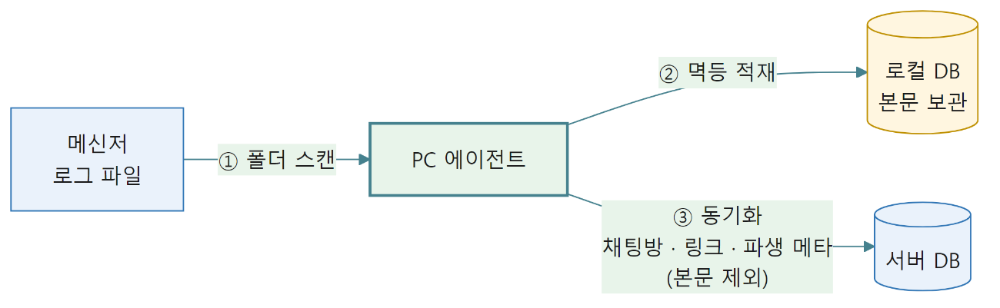 메신저
로그 파일
① 폴더 스캔
PC 에이전트
② 멱등 적재
로컬 DB
본문 보관
③ 동기화
채팅방 · 링크 · 파생 메타
(본문 제외)
서버 DB